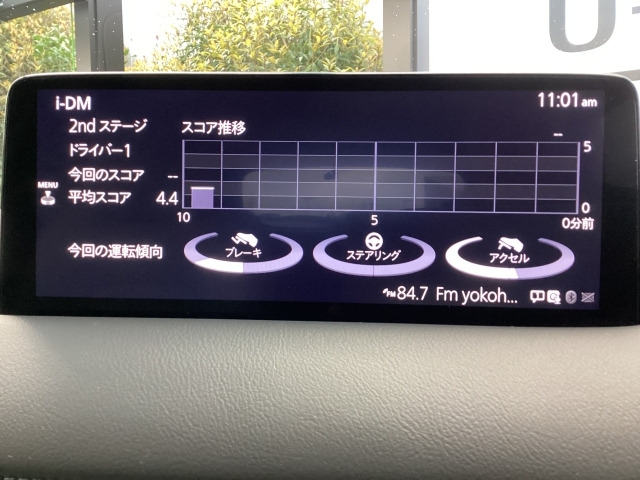 i-DM
11:01 am
2nd ステージ
スコア推移
--
ドライバー1
5
今回のスコア --
MENU
平均スコア 4.4
0
10
5
0分前
今回の運転傾向
ブレーキ
ステアリング
アクセル
FM 84.7 Fm yokoh...